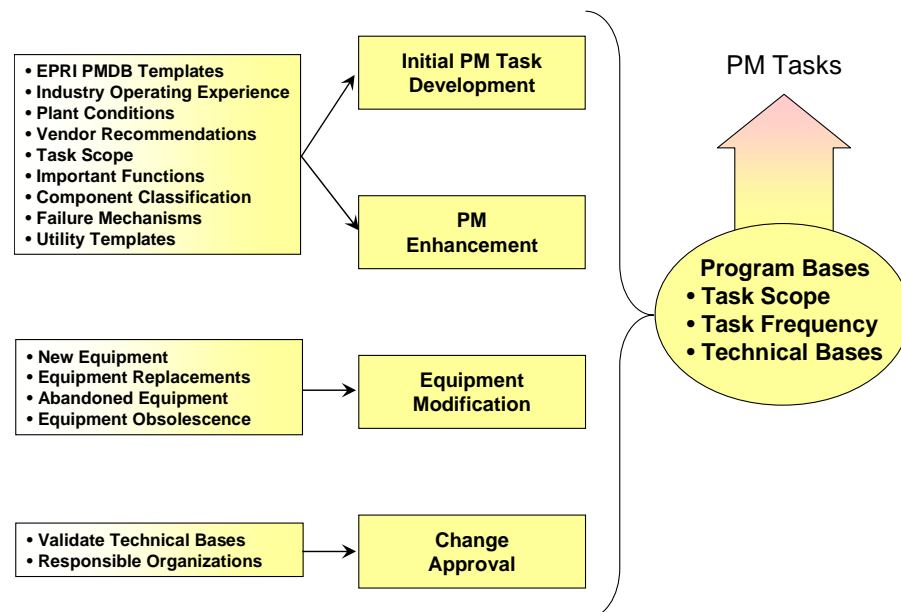 • EPRI PMDB Templates
• Industry Operating Experience
• Plant Conditions
• Vendor Recommendations
• Task Scope
• Important Functions
• Component Classification
• Failure Mechanisms
• Utility Templates
Initial PM Task
Development
PM
Enhancement
• New Equipment
• Equipment Replacements
• Abandoned Equipment
• Equipment Obsolescence
Equipment
Modification
• Validate Technical Bases
• Responsible Organizations
Change
Approval
PM Tasks
Program Bases
• Task Scope
• Task Frequency
• Technical Bases